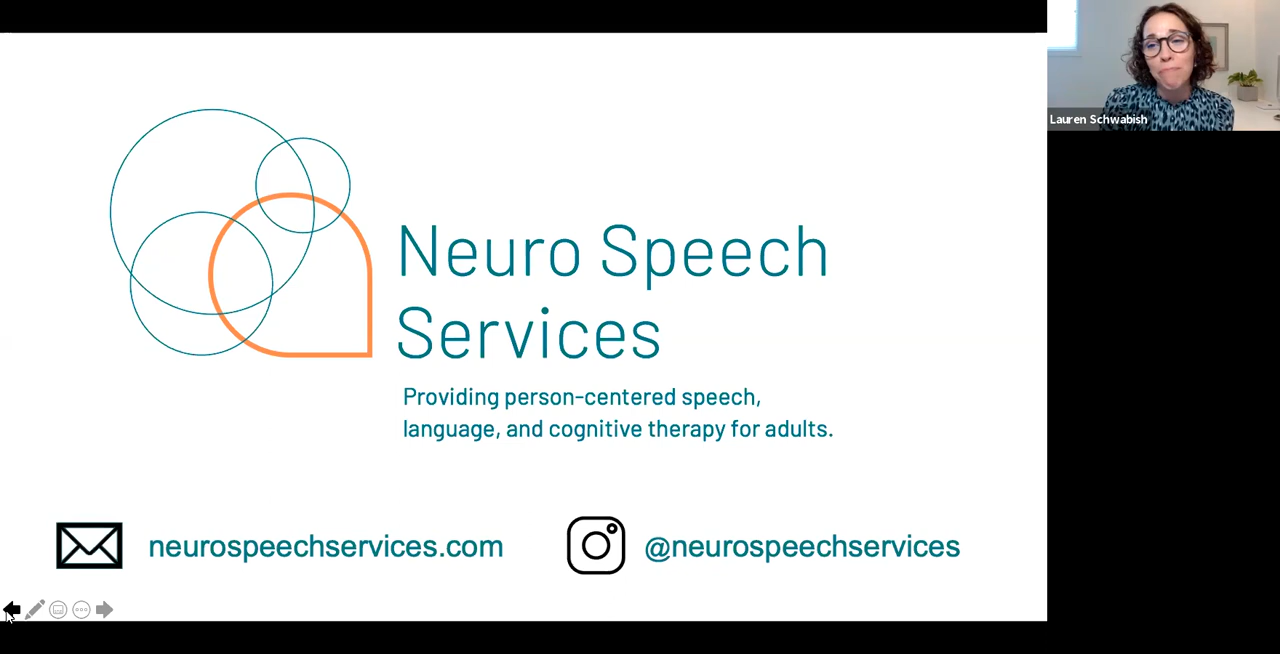 Lauren Schwabish
Neuro Speech
Services
Providing person-centered speech,
language, and cognitive therapy for adults.
neurospeechservices.com
@neurospeechservices